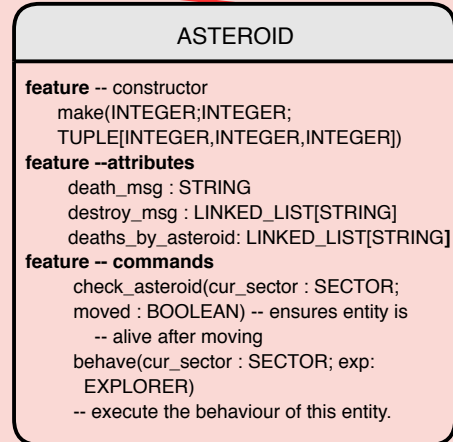 ASTEROID
feature -- constructor
make(INTEGER;INTEGER;
TUPLE[INTEGER,INTEGER,INTEGER])
feature --attributes
death_msg : STRING
destroy_msg : LINKED_LIST[STRING]
deaths_by_asteroid: LINKED_LIST[STRING]
feature -- commands
check_asteroid(cur_sector : SECTOR;
moved : BOOLEAN) -- ensures entity is
-- alive after moving
behave(cur_sector : SECTOR; exp:
EXPLORER)
-- execute the behaviour of this entity.